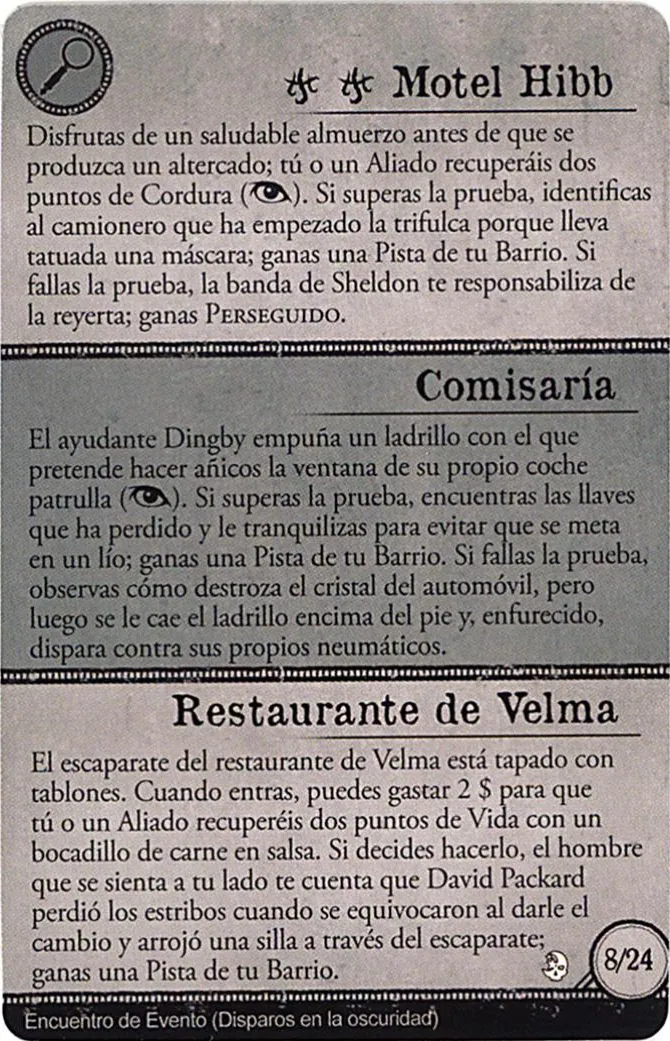 Motel Hibb
Disfrutas de un saludable almuerzo antes de que se
produzca un altercado; tú o un Aliado recuperáis dos
puntos de Cordura (). Si superas la prueba, identificas
al camionero que ha empezado la trifulca porque lleva
tatuada una máscara; ganas una Pista de tu Barrio. Si
fallas la prueba, la banda de Sheldon te responsabiliza de
la reyerta; ganas PERSEGUIDO.
Comisaría
El ayudante Dingby empuña un ladrillo con el que
pretende hacer añicos la ventana de su propio coche
patrulla (). Si superas la prueba, encuentras las llaves
que ha perdido y le tranquilizas para evitar que se meta
en un lío; ganas una Pista de tu Barrio. Si fallas la prueba,
observas cómo destroza el cristal del automóvil, pero
luego se le cae el ladrillo encima del pie y, enfurecido,
dispara contra sus propios neumáticos.
Restaurante de Velma
El escaparate del restaurante de Velma está tapado con
tablones. Cuando entras, puedes gastar 2 $ para que
tú o un Aliado recuperéis dos puntos de Vida con un
bocadillo de carne en salsa. Si decides hacerlo, el hombre
que se sienta a tu lado te cuenta que David Packard
perdió los estribos cuando se equivocaron al darle el
cambio y arrojó una silla a través del escaparate;
ganas una Pista de tu Barrio.
8/24
Encuentro de Evento (Disparos en la oscuridad)